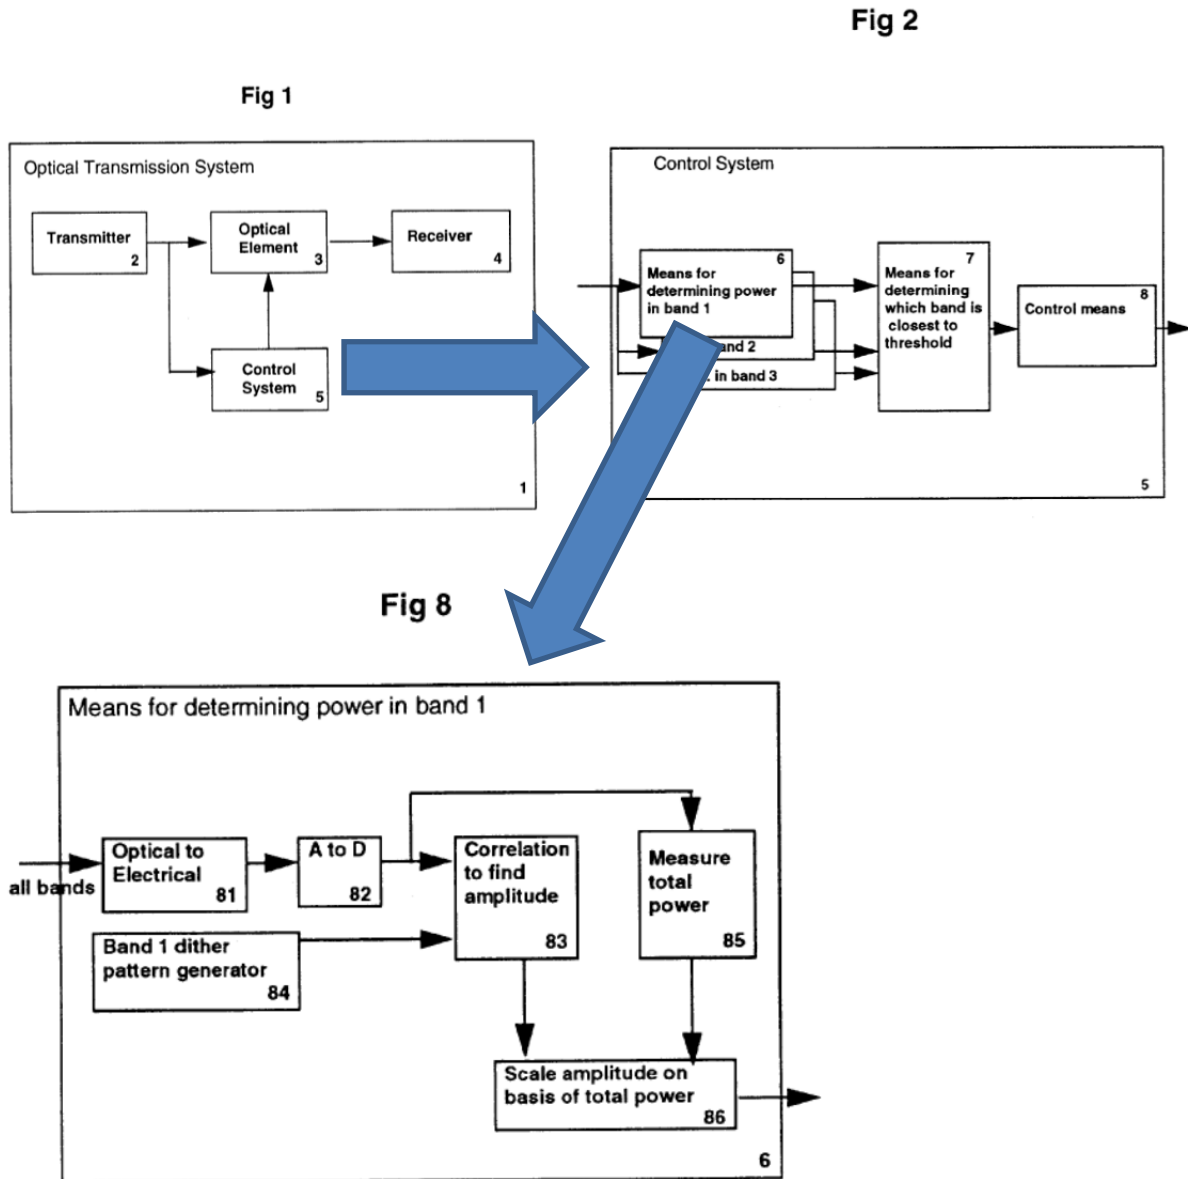 Fig 2
Fig 1
Optical Transmission System
Transmitter
2
Optical
Element
3
Receiver
4
Control
System
5
1
Control System
6
Means for
determining power
in band 1
and 2
in band 3
7
Means for
determining
which band is
closest to
threshold
8
Control means
5
Fig 8
Means for determining power in band 1
all bands
Optical to
Electrical
81
A to D
82
Correlation
to find
amplitude
83
Measure
total
power
85
Band 1 dither
pattern generator
84
Scale amplitude on
basis of total power
86
6